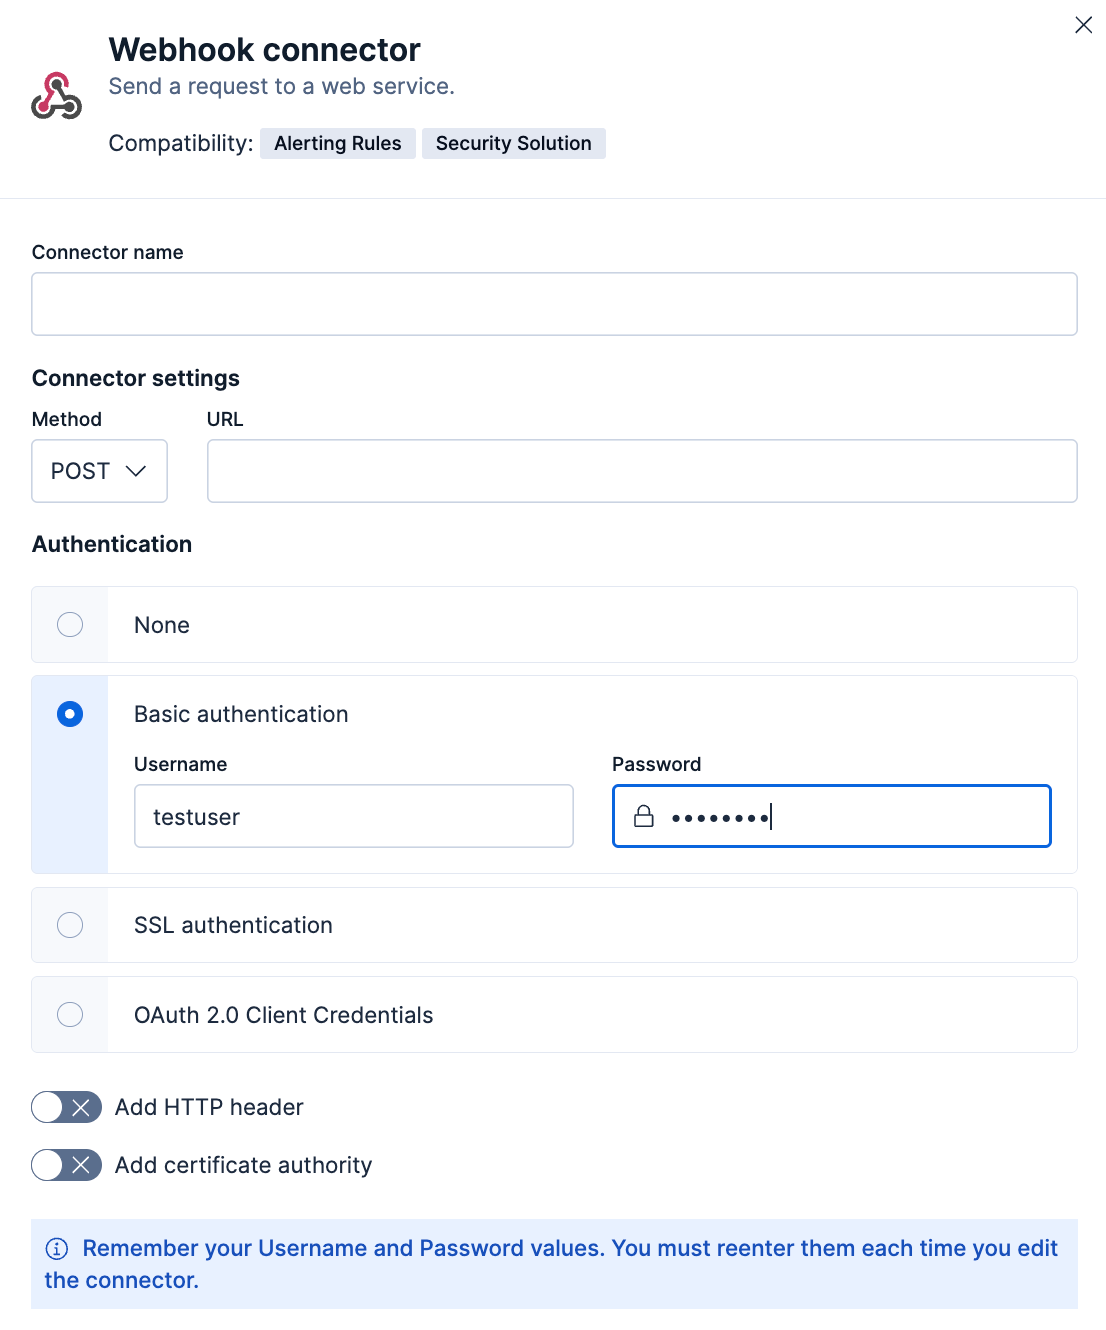 Webhook connector
Send a request to a web service.
Compatibility: Alerting Rules Security Solution
Connector name
Connector settings
Method URL
POST
Authentication
None
Basic authentication
Username Password
testuser ••••••••
SSL authentication
OAuth 2.0 Client Credentials
Add HTTP header
Add certificate authority
Remember your Username and Password values. You must reenter them each time you edit
the connector.